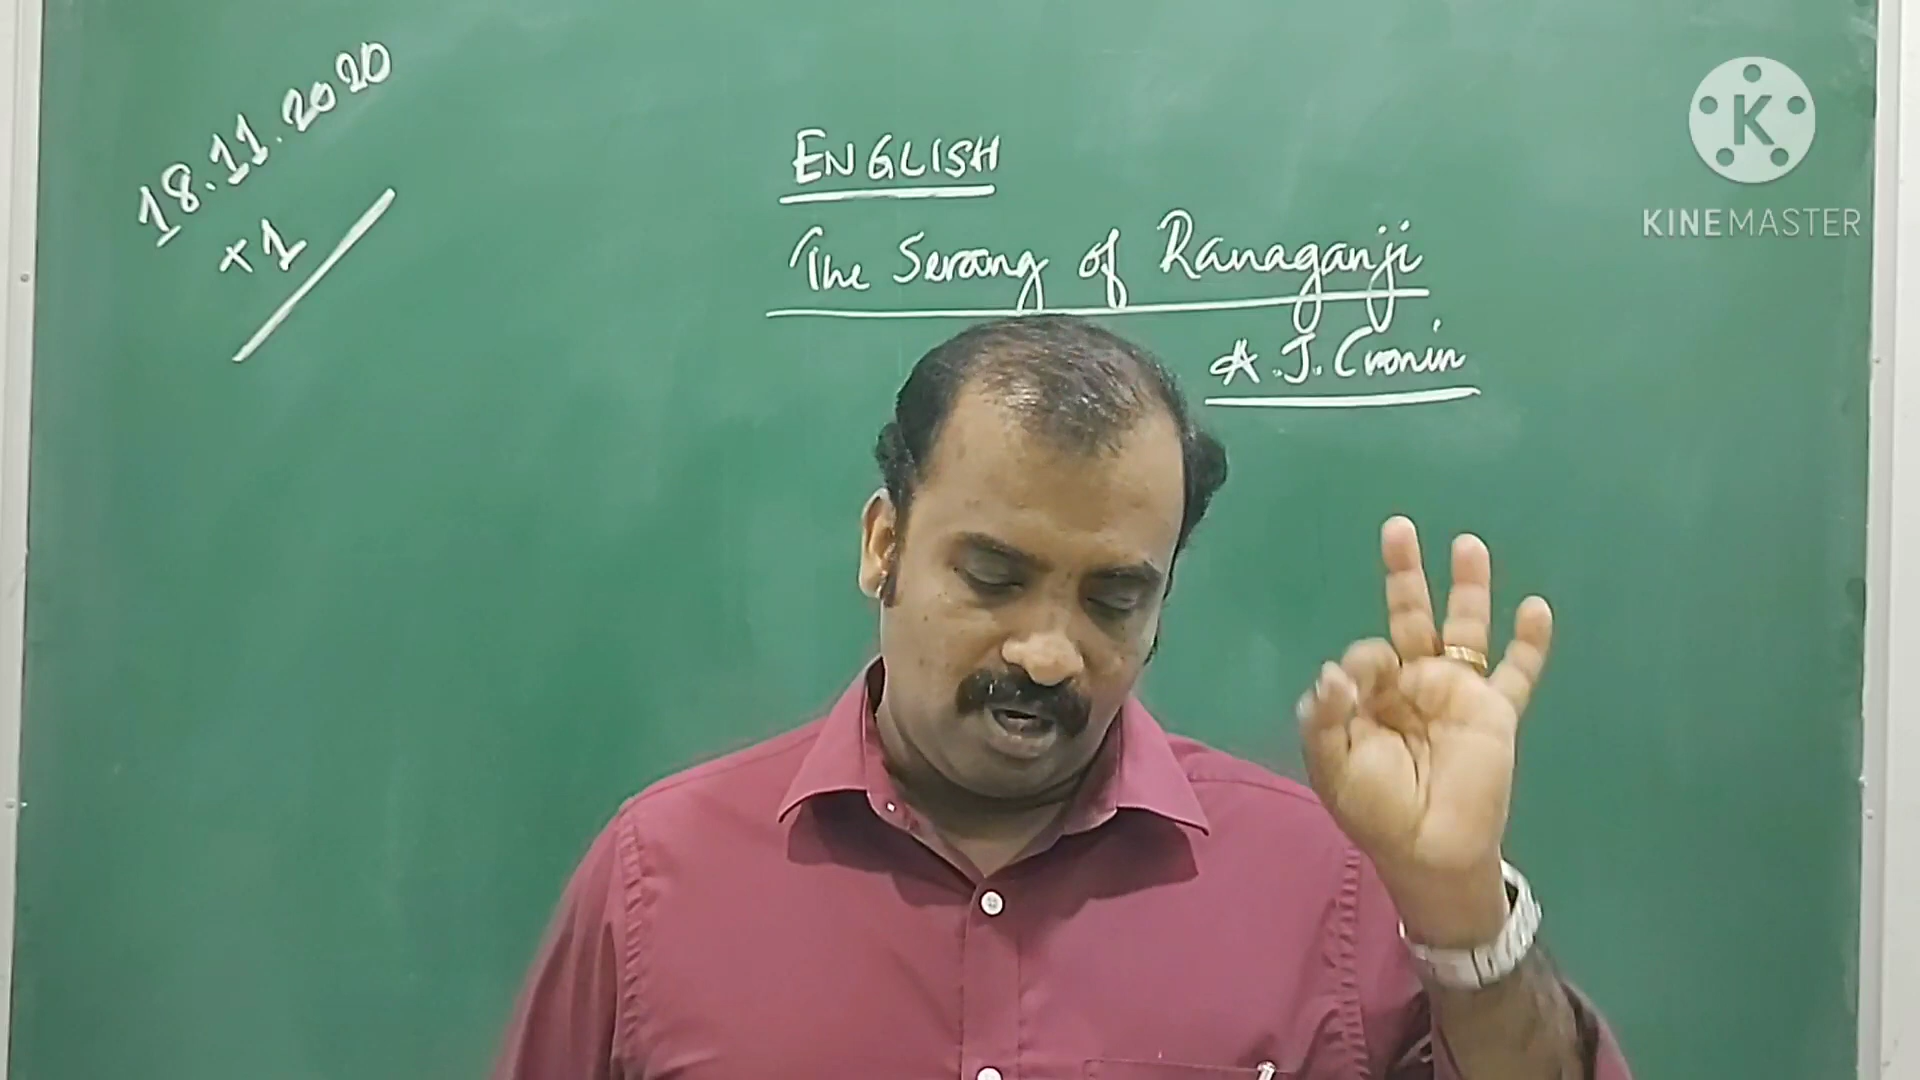 18.11.2020
+1
ENGLISH
The Serang of Ranaganji
A.J. Cronin
K
KINEMASTER